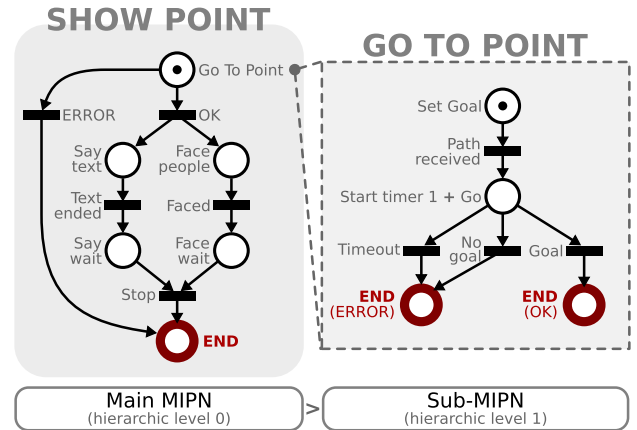 SHOW POINT
Go To Point
ERROR
OK
Say
text
Face
people
Text
ended
Faced
Say
wait
Face
wait
Stop
END
GO TO POINT
Set Goal
Path
received
Start timer 1 + Go
Timeout
No
goal
Goal
END
(ERROR)
END
(OK)
Main MIPN
(hierarchic level 0)
>
Sub-MIPN
(hierarchic level 1)